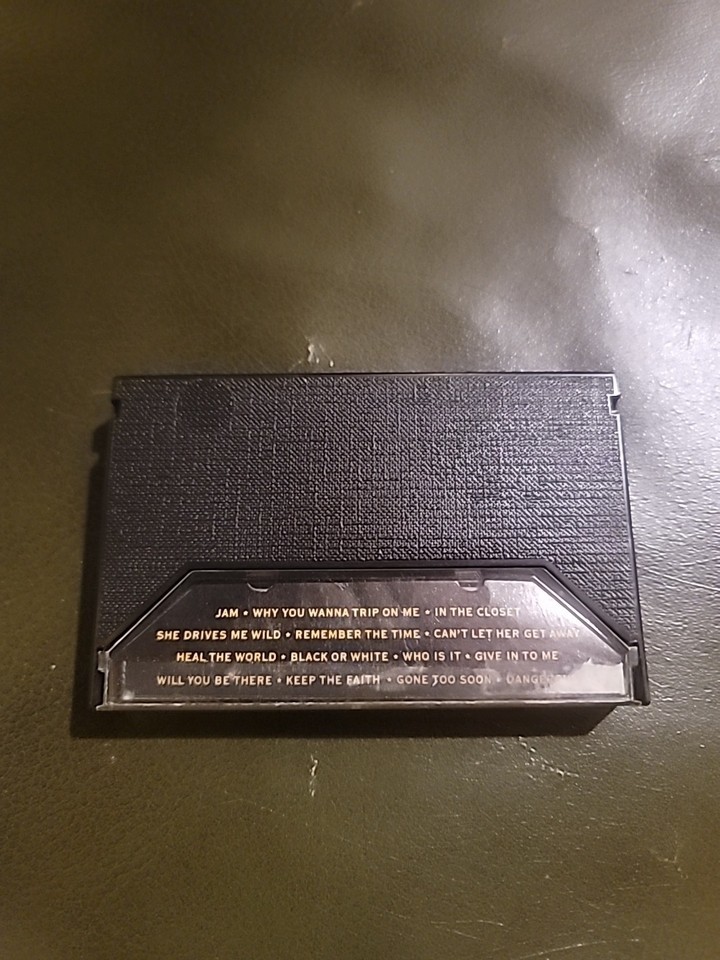 JAM • WHY YOU WANNA TRIP ON ME • IN THE CLOSET
SHE DRIVES ME WILD • REMEMBER THE TIME • CAN'T LET HER GET AWAY
HEAL THE WORLD • BLACK OR WHITE • WHO IS IT • GIVE IN TO ME
WILL YOU BE THERE • KEEP THE FAITH • GONE TOO SOON •